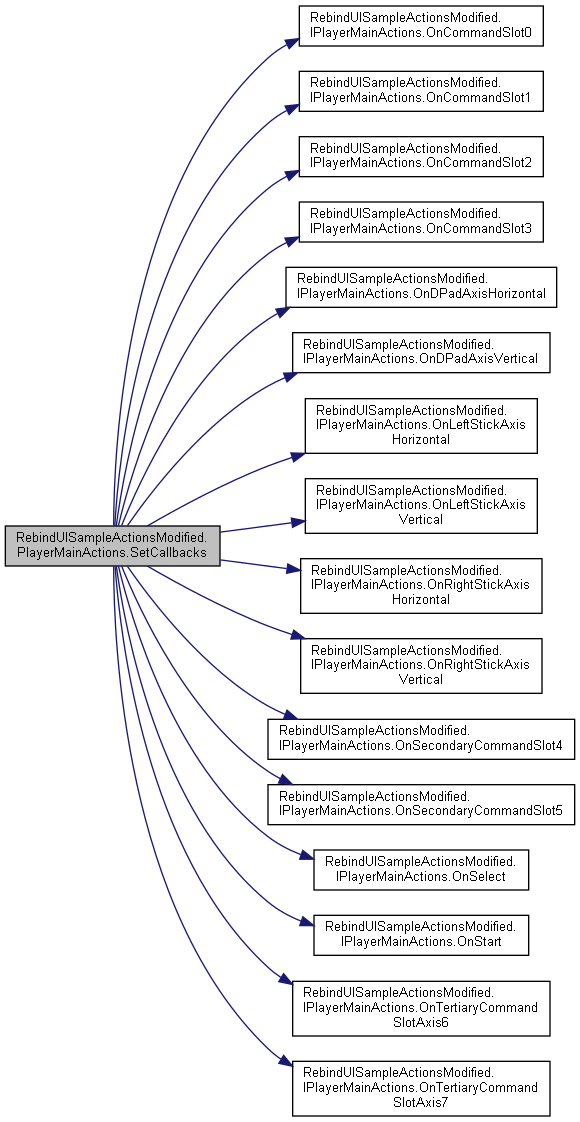 RebindUISampleActionsModified.
IPlayerMainActions.OnCommandSlot0
RebindUISampleActionsModified.
IPlayerMainActions.OnCommandSlot1
RebindUISampleActionsModified.
IPlayerMainActions.OnCommandSlot2
RebindUISampleActionsModified.
IPlayerMainActions.OnCommandSlot3
RebindUISampleActionsModified.
IPlayerMainActions.OnDPadAxisHorizontal
RebindUISampleActionsModified.
IPlayerMainActions.OnDPadAxisVertical
RebindUISampleActionsModified.
IPlayerMainActions.OnLeftStickAxis
Horizontal
RebindUISampleActionsModified.
IPlayerMainActions.OnLeftStickAxis
Vertical
RebindUISampleActionsModified.
PlayerMainActions.SetCallbacks
RebindUISampleActionsModified.
IPlayerMainActions.OnRightStickAxis
Horizontal
RebindUISampleActionsModified.
IPlayerMainActions.OnRightStickAxis
Vertical
RebindUISampleActionsModified.
IPlayerMainActions.OnSecondaryCommandSlot4
RebindUISampleActionsModified.
IPlayerMainActions.OnSecondaryCommandSlot5
RebindUISampleActionsModified.
IPlayerMainActions.OnSelect
RebindUISampleActionsModified.
IPlayerMainActions.OnStart
RebindUISampleActionsModified.
IPlayerMainActions.OnTertiaryCommand
SlotAxis6
RebindUISampleActionsModified.
IPlayerMainActions.OnTertiaryCommand
SlotAxis7